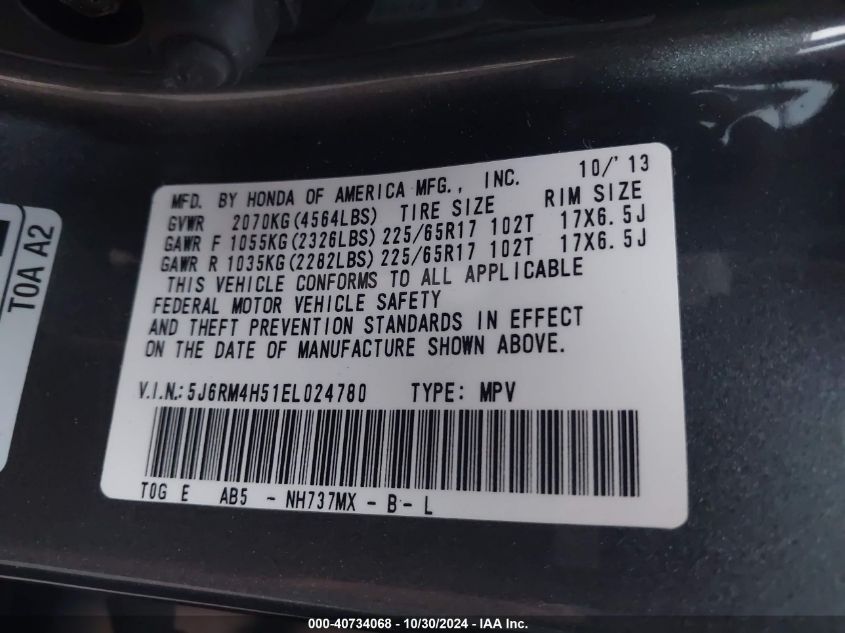 MFD. BY HONDA OF AMERICA MFG., INC. 10/'13
GVWR 2070KG(4564LBS) TIRE SIZE RIM SIZE
GAWR F 1055KG(2326LBS) 225/65R17 102T 17X6.5J
GAWR R 1035KG(2282LBS) 225/65R17 102T 17X6.5J
THIS VEHICLE CONFORMS TO ALL APPLICABLE
FEDERAL MOTOR VEHICLE SAFETY
AND THEFT PREVENTION STANDARDS IN EFFECT
ON THE DATE OF MANUFACTURE SHOWN ABOVE.
V.I.N.: 5J6RM4H51EL024780 TYPE: MPV
T0G E AB5 - NH737MX - B - L
T0A A2
000-40734068 | 10/30/2024 - IAA Inc.